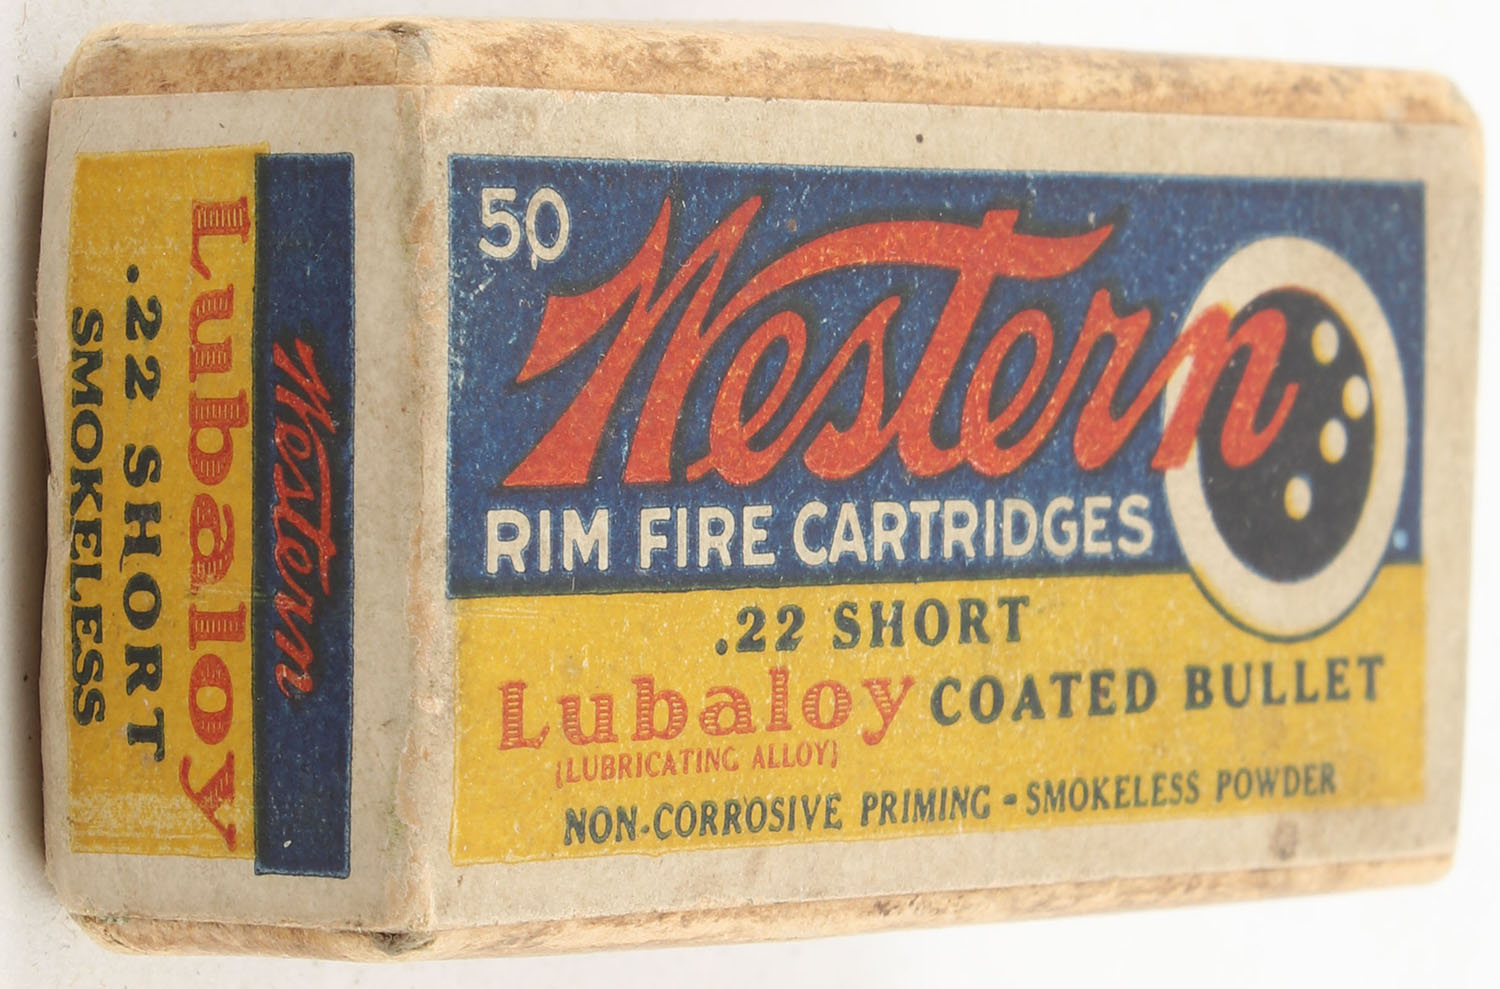 50
Western
RIM FIRE CARTRIDGES
.22 SHORT
Lubaloy COATED BULLET
(LUBRICATING ALLOY)
NON-CORROSIVE PRIMING - SMOKELESS POWDER
Western
Lubaloy
.22 SHORT
SMOKELESS